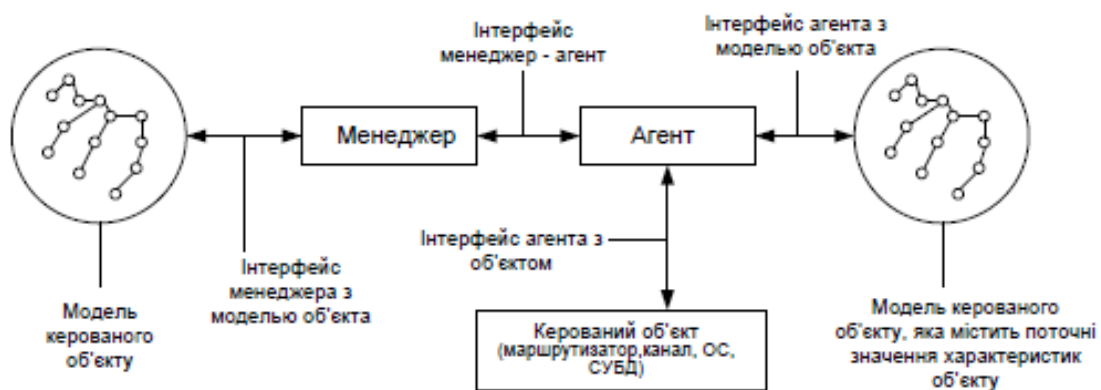 Інтерфейс
менеджер - агент
Інтерфейс агента з
моделью об'єкта
Менеджер
Агент
Інтерфейс агента з
об'єктом
Інтерфейс
менеджера з
моделью об'єкта
Модель
керованого
об'єкту
Керований об'єкт
(маршрутизатор,канал, ОС,
СУБД)
Модель керованого
об'єкту, яка містить поточні
значення характеристик
об'єкту